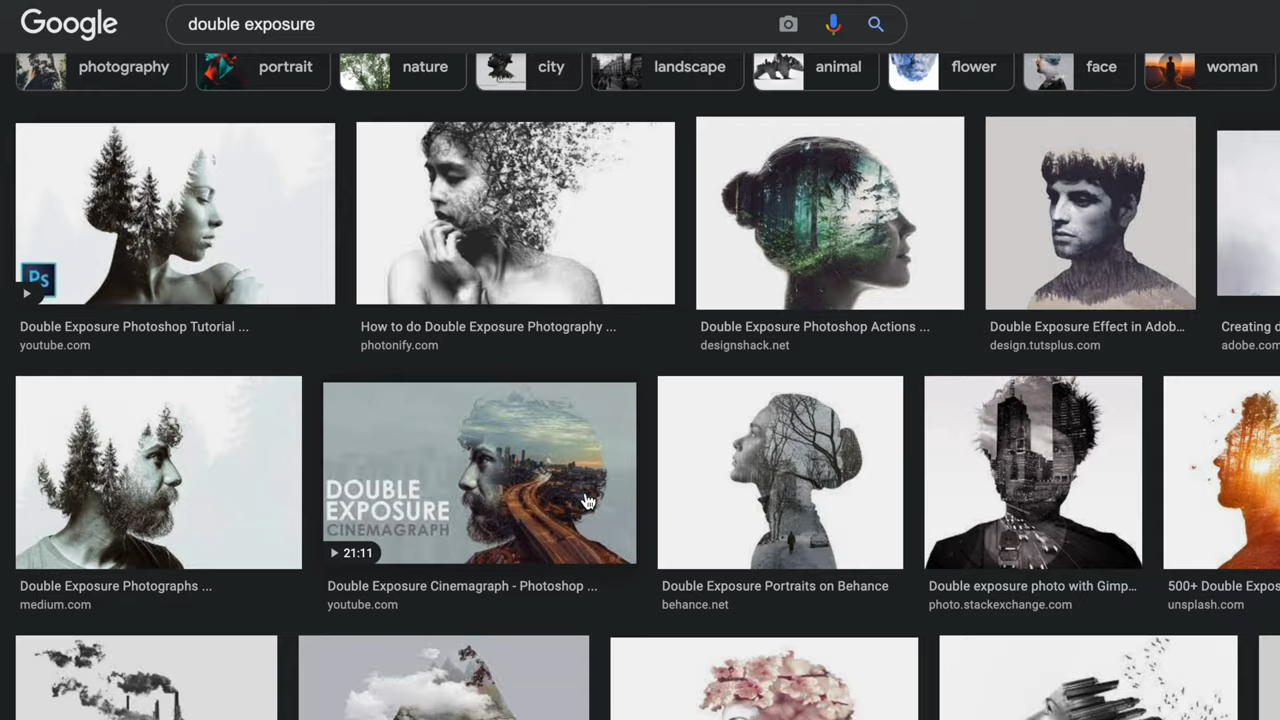 Google
double exposure
photography
portrait
nature
city
landscape
animal
flower
face
woman
Ps
Double Exposure Photoshop Tutorial ...
youtube.com
How to do Double Exposure Photography ...
photonify.com
Double Exposure Photoshop Actions ...
designshack.net
Double Exposure Effect in Adob...
design.tutsplus.com
Creating d
adobe.com
DOUBLE
EXPOSURE
CINEMAGRAPH
21:11
Double Exposure Photographs ...
medium.com
Double Exposure Cinemagraph - Photoshop ...
youtube.com
Double Exposure Portraits on Behance
behance.net
Double exposure photo with Gimp...
photo.stackexchange.com
500+ Double Expos
unsplash.com